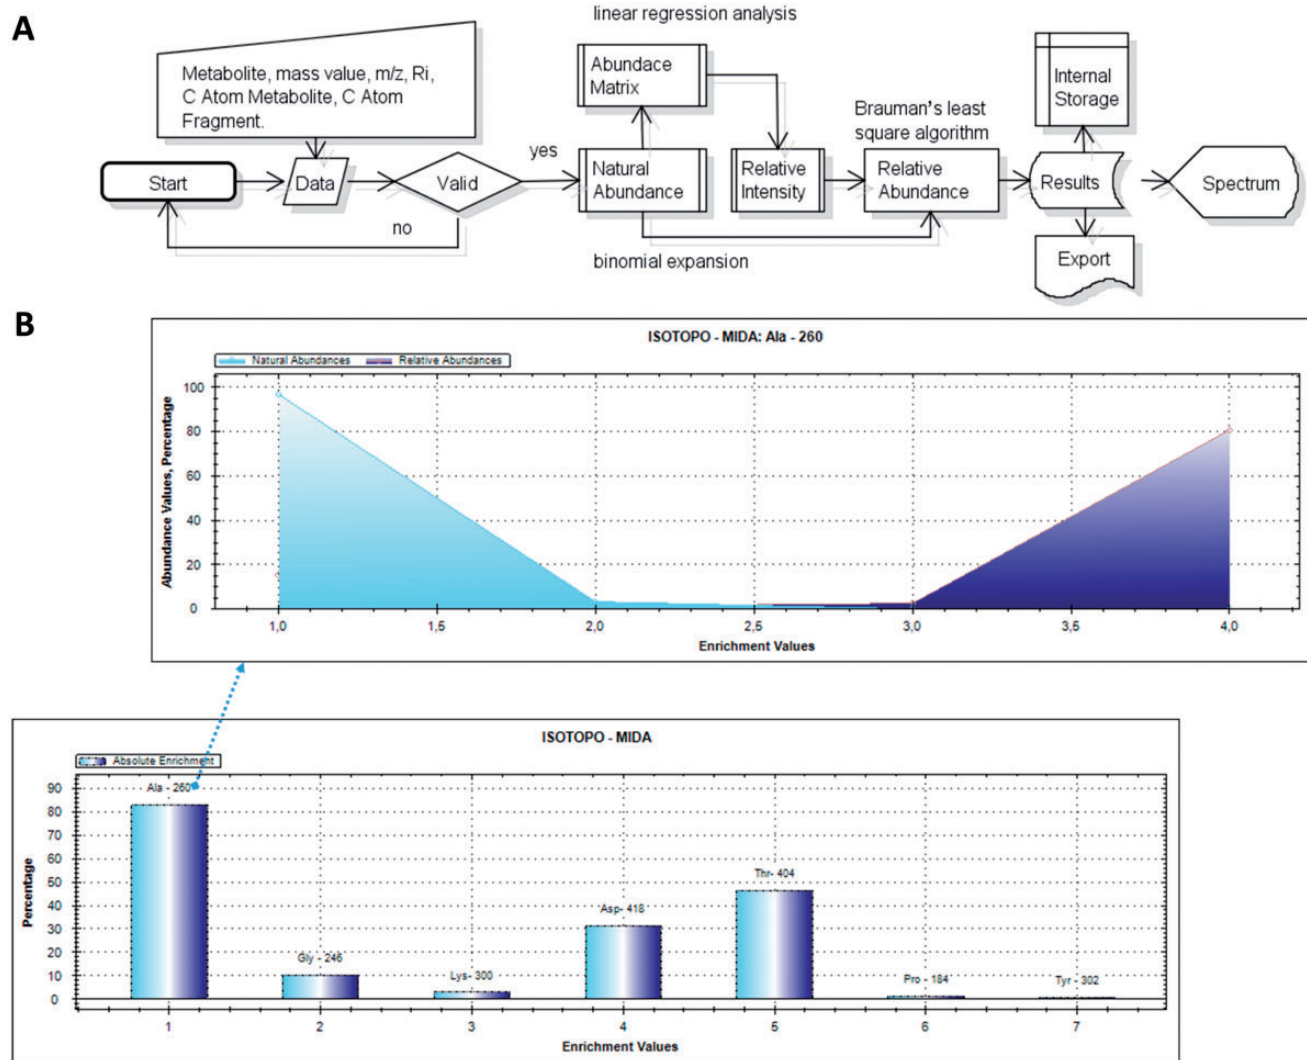 A
linear regression analysis
Metabolite, mass value, m/z, Ri,
C Atom Metabolite, C Atom
Fragment.
Abundace
Matrix
Internal
Storage
Brauman's least
square algorithm
yes
Start
Data
Valid
Natural
Abundance
Relative
Intensity
Relative
Abundance
Results
Spectrum
no
binomial expansion
Export
B
ISOTOPO - MIDA: Ala - 260
Natural Abundances
Relative Abundances
Abundance Values, Percentage
100
80
60
40
20
0
1,0
1,5
2,0
2,5
3,0
3,5
4,0
Enrichment Values
ISOTOPO - MIDA
Absolute Enrichment
Percentage
90
80
70
60
50
40
30
20
10
0
Ala - 260
Gly - 246
Lys- 300
Asp- 418
Thr- 404
Pro - 184
Tyr - 302
1
2
3
4
5
6
7
Enrichment Values